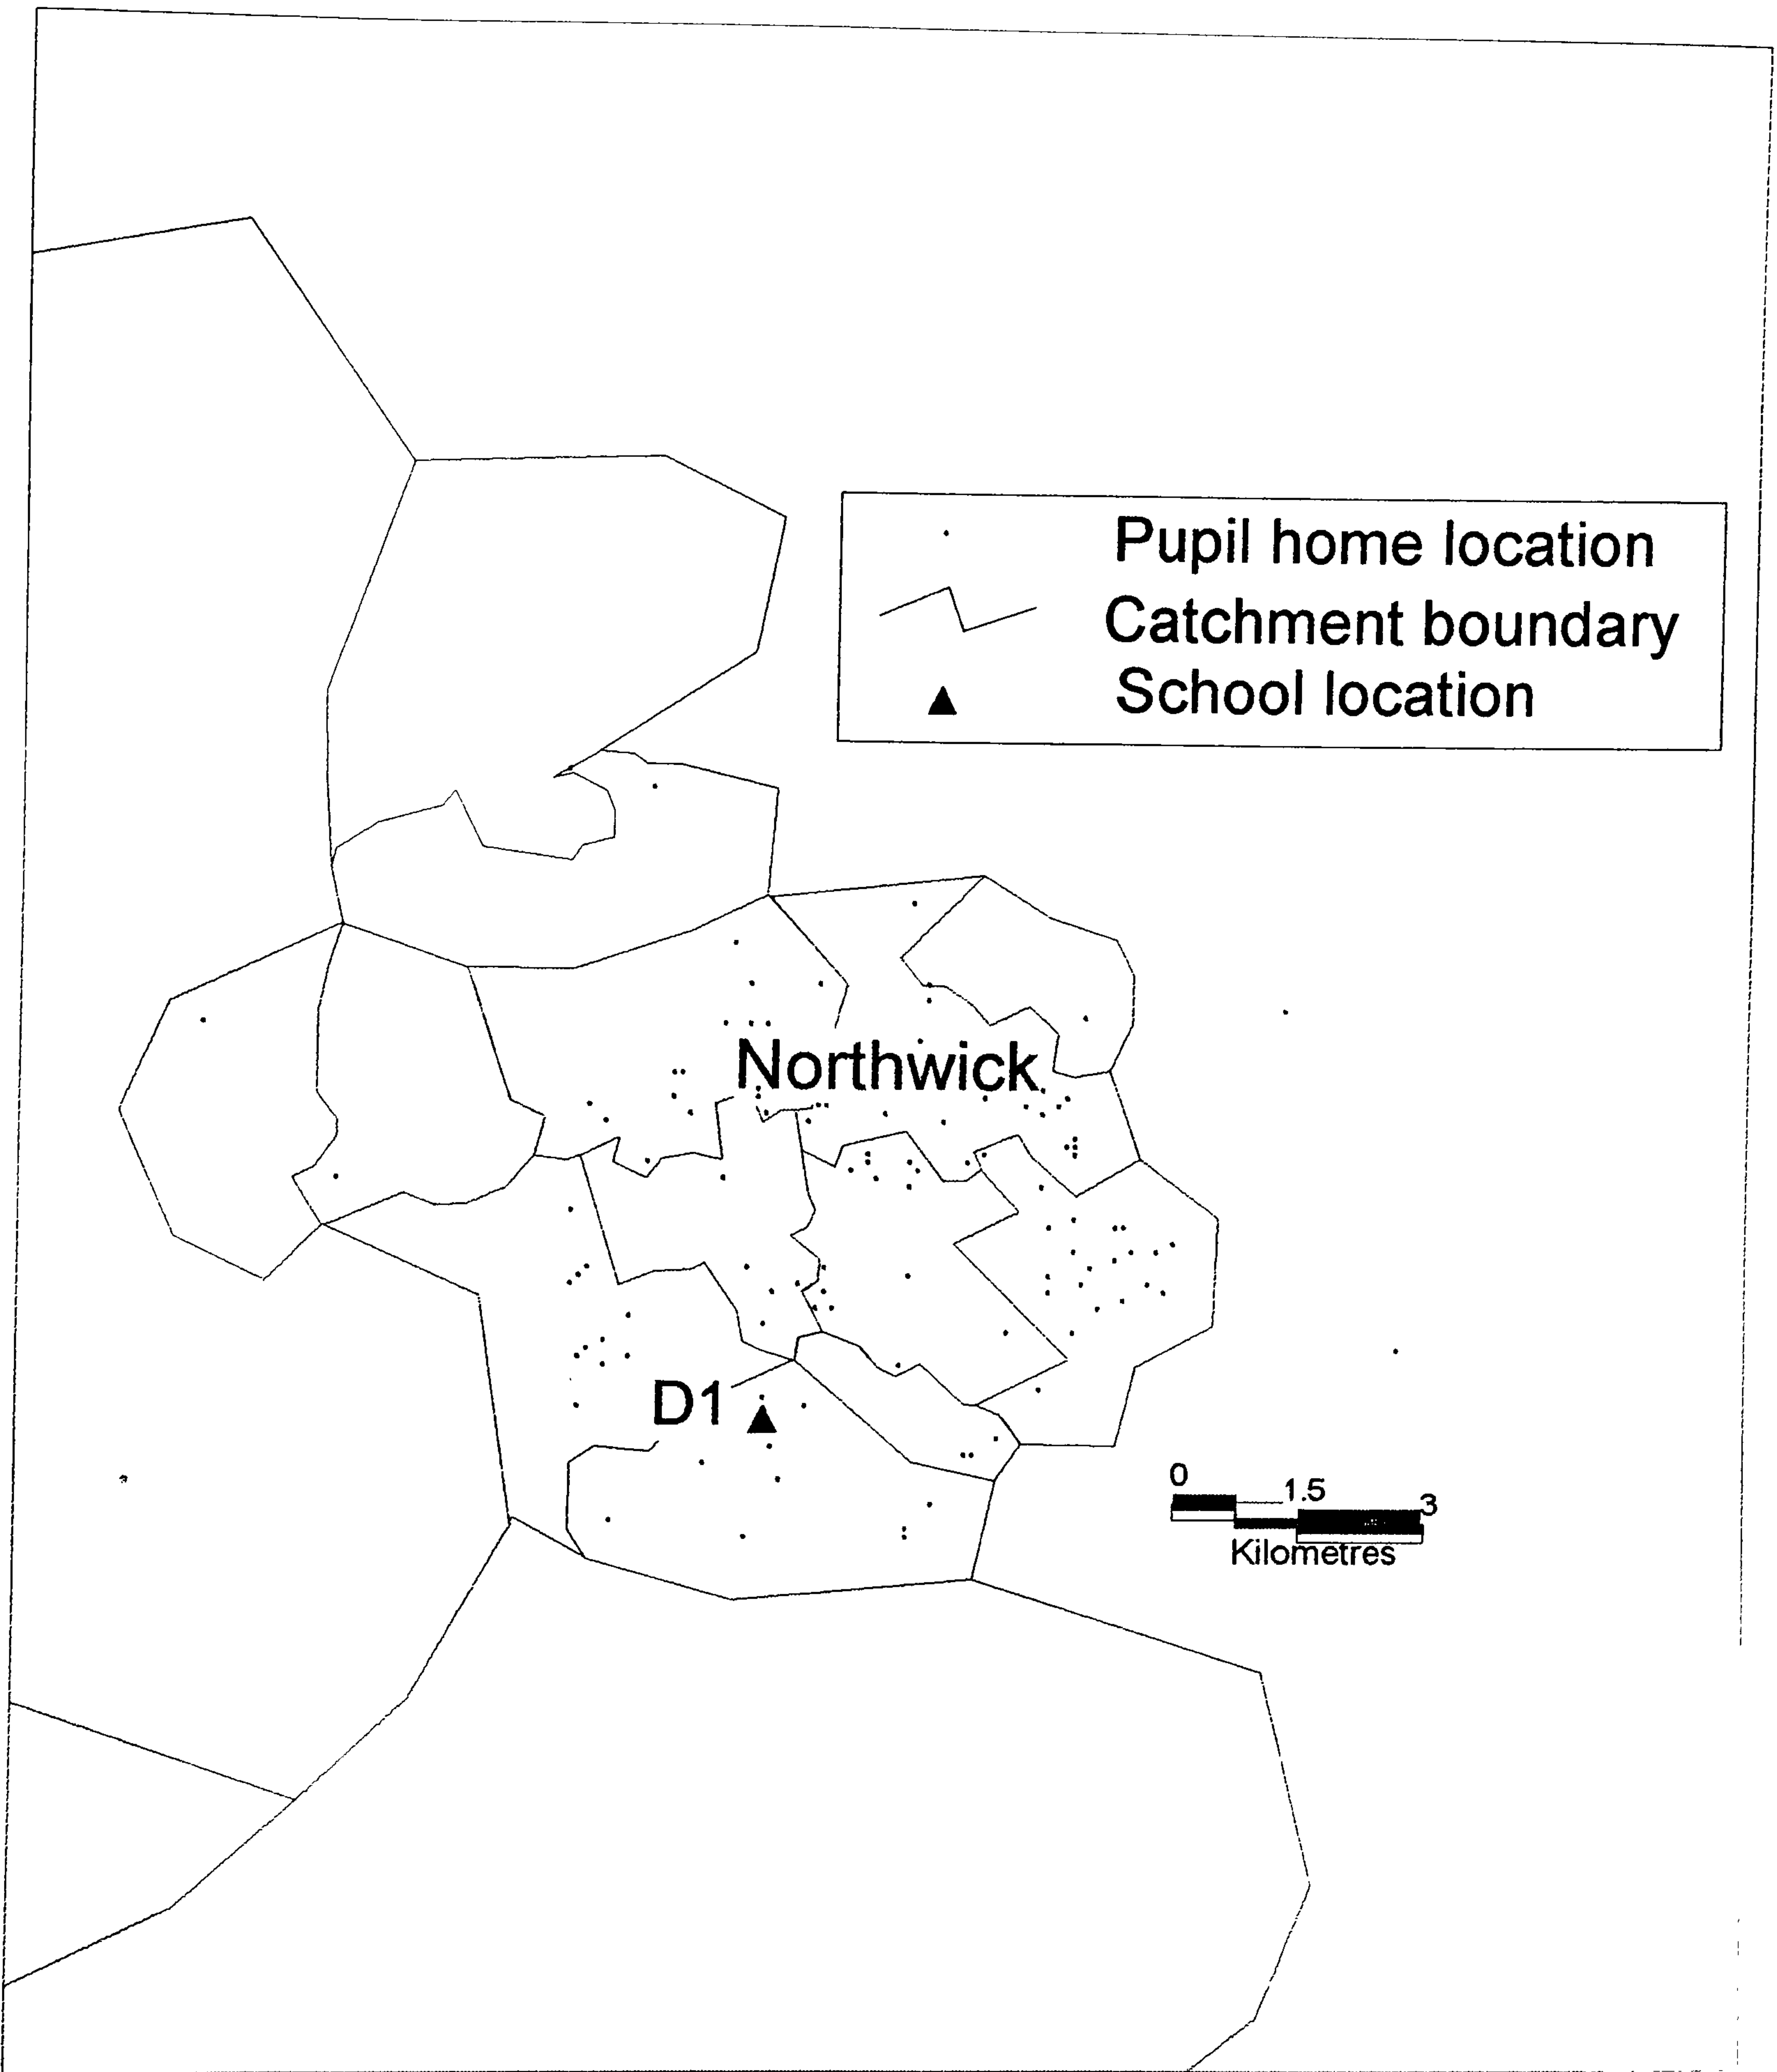 Pupil home location
Catchment boundary
School location
Northwick
D1
0 1.5 3
Kilometres